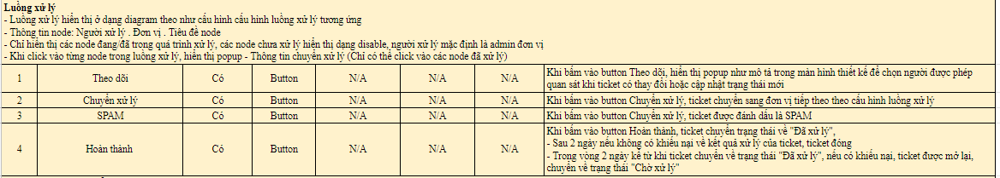 Luồng xử lý
- Luồng xử lý hiển thị ở dạng diagram theo như cấu hình cấu hình luồng xử lý tương ứng
- Thông tin node: Người xử lý . Đơn vị . Tiêu đề node
- Chỉ hiển thị các node đang/đã trong quá trình xử lý, các node chưa xử lý hiển thị dạng disable, người xử lý mặc định là admin đơn vị
- Khi click vào từng node trong luồng xử lý, hiển thị popup - Thông tin chuyển xử lý (Chỉ có thể click vào các node đã xử lý)
1 Theo dõi Có Button N/A N/A N/A Khi bấm vào button Theo dõi, hiển thị popup như mô tả trong màn hình thiết kế để chọn người được phép
quan sát khi ticket có thay đổi hoặc cập nhật trạng thái mới
2 Chuyển xử lý Có Button N/A N/A N/A Khi bấm vào button Chuyển xử lý, ticket chuyển sang đơn vị tiếp theo theo cấu hình luồng xử lý
3 SPAM Có Button N/A N/A N/A Khi bấm vào button Chuyển xử lý, ticket được đánh dấu là SPAM
4 Hoàn thành Có Button N/A N/A N/A Khi bấm vào button Hoàn thành, ticket chuyển trạng thái về "Đã xử lý",
- Sau 2 ngày nếu không có khiếu nại về kết quả xử lý của ticket, ticket đóng
- Trong vòng 2 ngày kể từ khi ticket chuyển về trạng thái "Đã xử lý", nếu có khiếu nại, ticket được mở lại,
chuyển về trạng thái "Chờ xử lý"